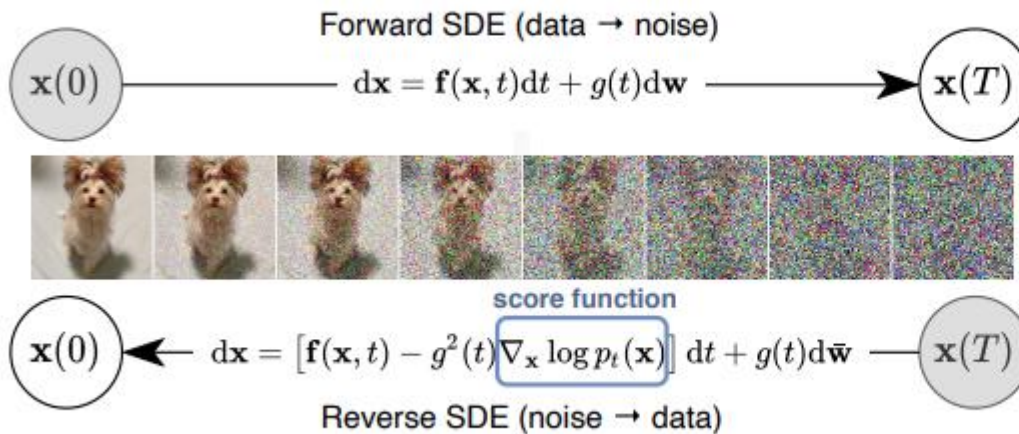 Forward SDE (data → noise)
x(0) dx = f(x, t)dt + g(t)dw x(T)
score function
x(0) dx = [f(x, t) − g²(t)∇ₓ log pₜ(x)] dt + g(t)dw̄ x(T)
Reverse SDE (noise → data)